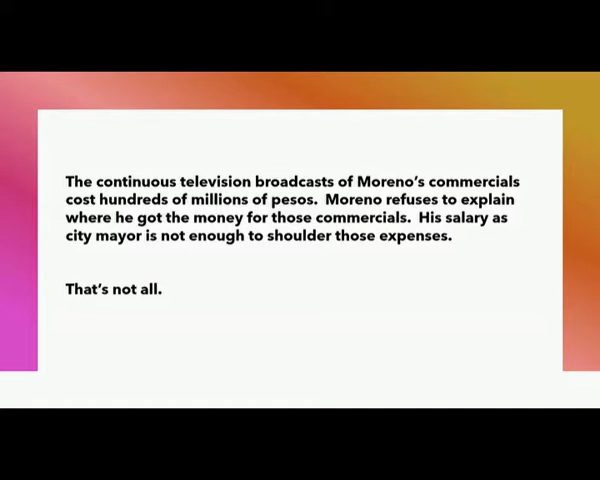 The continuous television broadcasts of Moreno's commercials
cost hundreds of millions of pesos.  Moreno refuses to explain
where he got the money for those commercials.  His salary as
city mayor is not enough to shoulder those expenses.
That's not all.